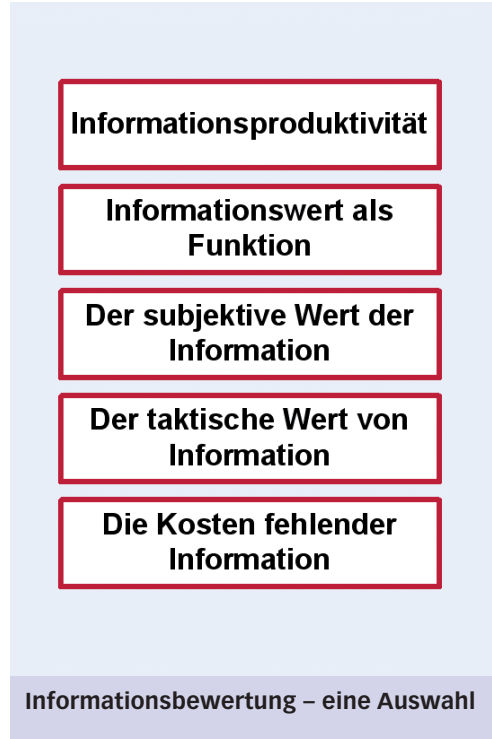 Informationsproduktivität
Informationswert als
Funktion
Der subjektive Wert der
Information
Der taktische Wert von
Information
Die Kosten fehlender
Information
Informationsbewertung – eine Auswahl